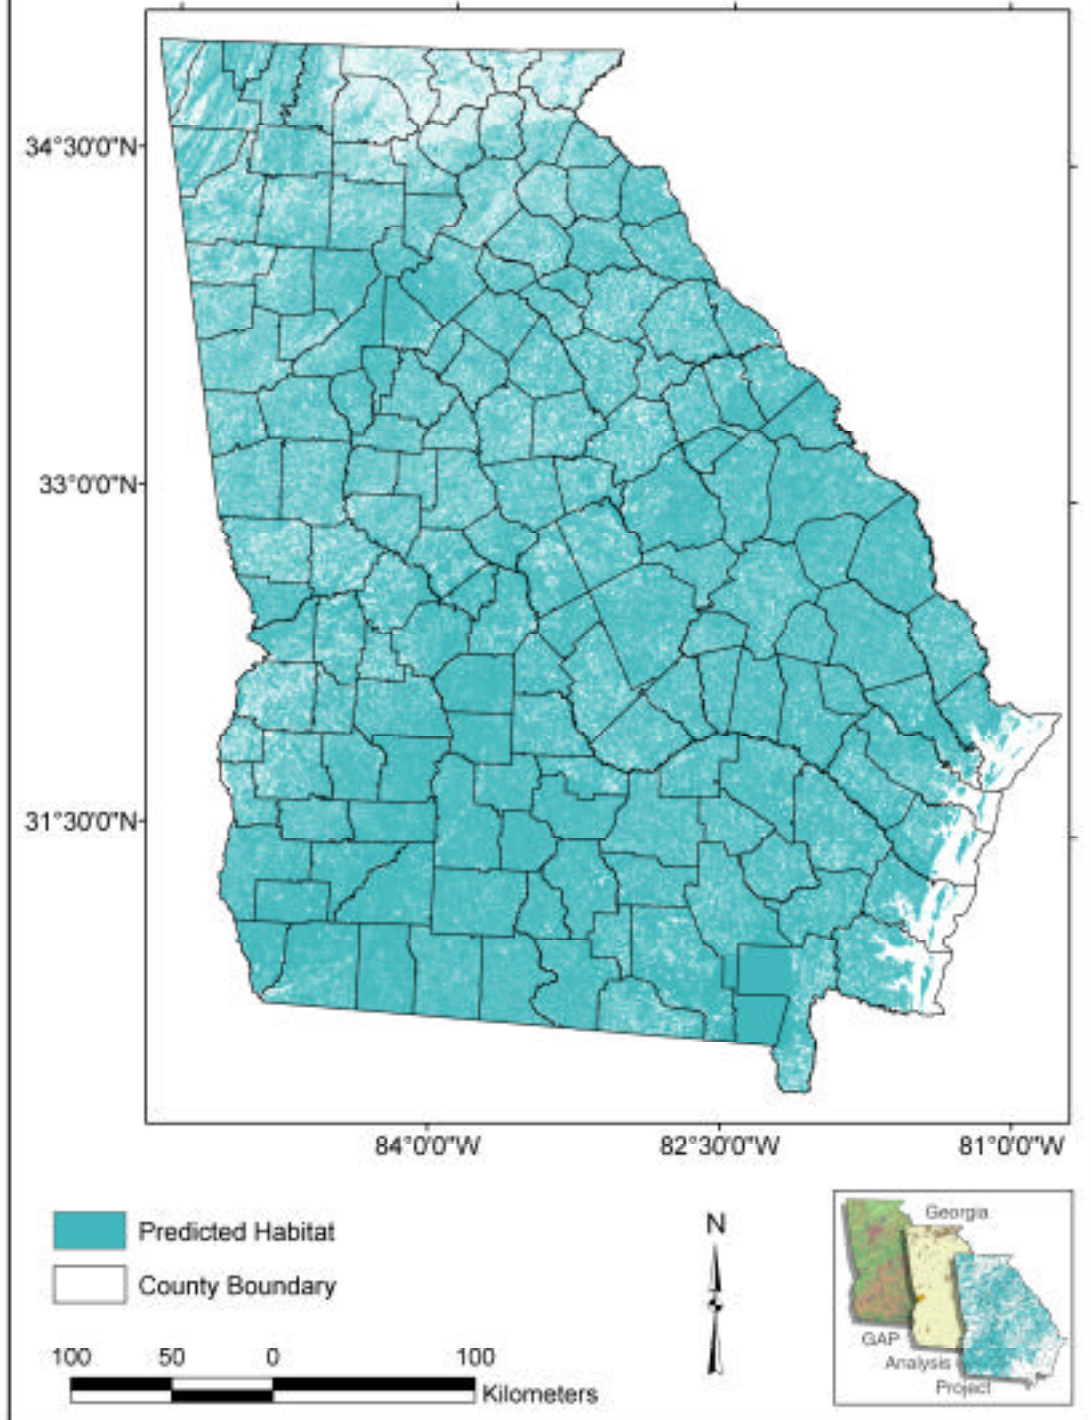 34°30'0"N
33°0'0"N
31°30'0"N
84°0'0"W 82°30'0"W 81°0'0"W
Predicted Habitat
County Boundary
N
100 50 0 100
Kilometers
Georgia
GAP
Analysis
Project